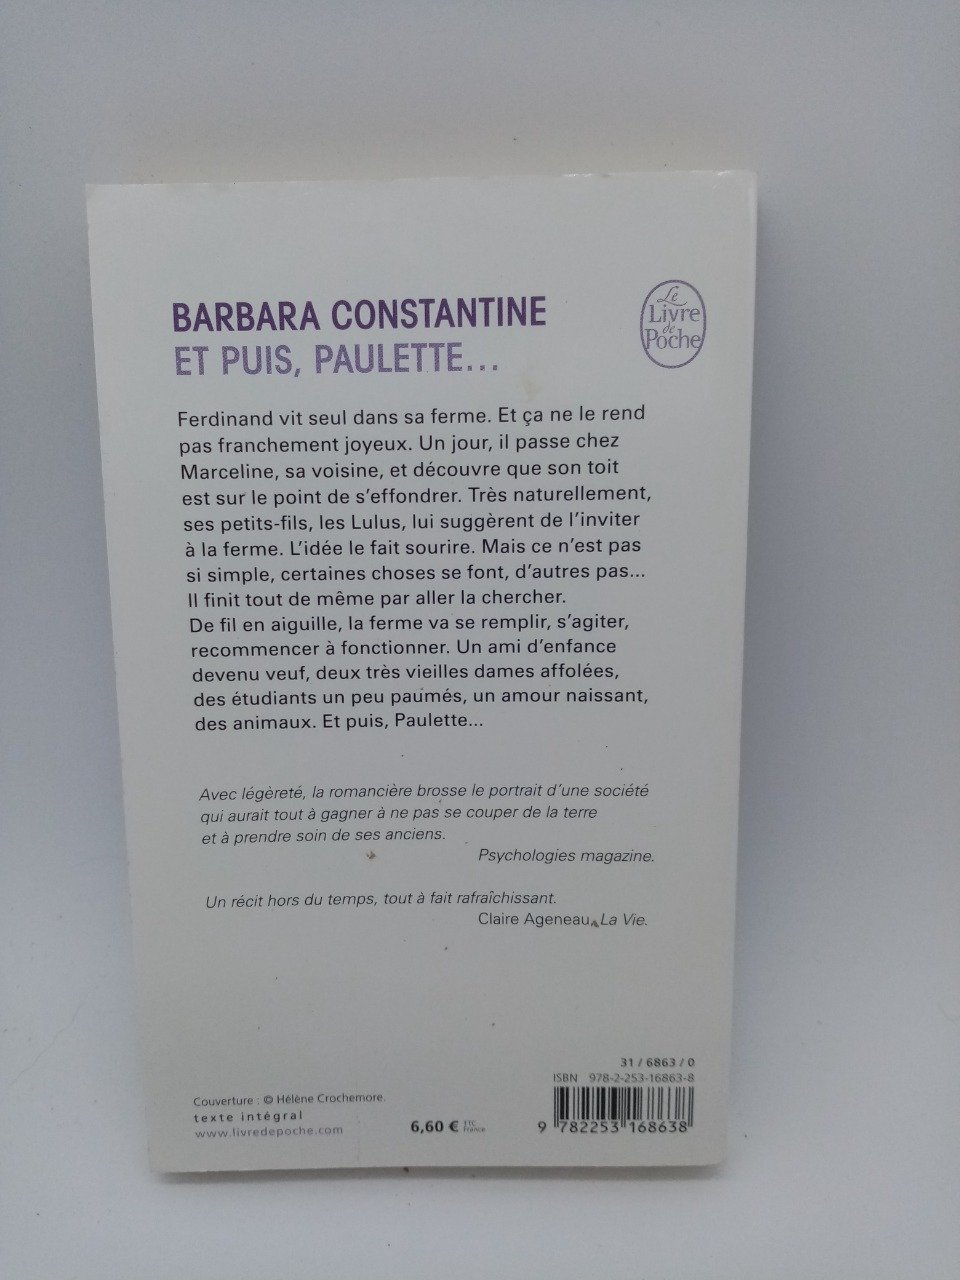 BARBARA CONSTANTINE
ET PUIS, PAULETTE...
Le
Livre
de
Poche
Ferdinand vit seul dans sa ferme. Et ça ne le rend
pas franchement joyeux. Un jour, il passe chez
Marceline, sa voisine, et découvre que son toit
est sur le point de s'effondrer. Très naturellement,
ses petits-fils, les Lulus, lui suggèrent de l'inviter
à la ferme. L'idée le fait sourire. Mais ce n'est pas
si simple, certaines choses se font, d'autres pas...
Il finit tout de même par aller la chercher.
De fil en aiguille, la ferme va se remplir, s'agiter,
recommencer à fonctionner. Un ami d'enfance
devenu veuf, deux très vieilles dames affolées,
des étudiants un peu paumés, un amour naissant,
des animaux. Et puis, Paulette...
Avec légèreté, la romancière brosse le portrait d'une société
qui aurait tout à gagner à ne pas se couper de la terre
et à prendre soin de ses anciens.
Psychologies magazine.
Un récit hors du temps, tout à fait rafraîchissant.
Claire Ageneau, La Vie.
31 / 6863 / 0
ISBN 978-2-253-16863-8
Couverture : © Hélène Crochemore.
texte intégral
www.livredepoche.com
6,60 € TTC France
9 782253 168638